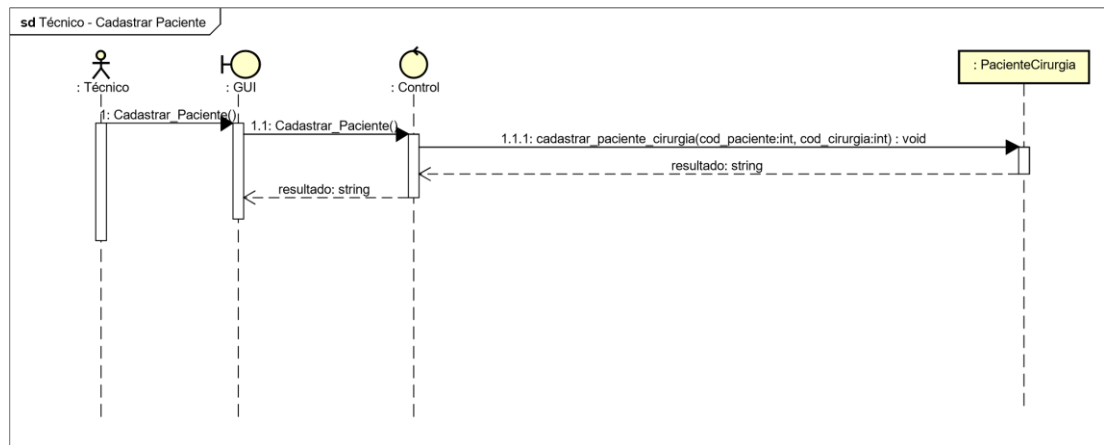 sd Técnico - Cadastrar Paciente
: Técnico
: GUI
: Control
: PacienteCirurgia
1: Cadastrar_Paciente()
1.1: Cadastrar_Paciente()
1.1.1: cadastrar_paciente_cirurgia(cod_paciente:int, cod_cirurgia:int) : void
resultado: string
resultado: string